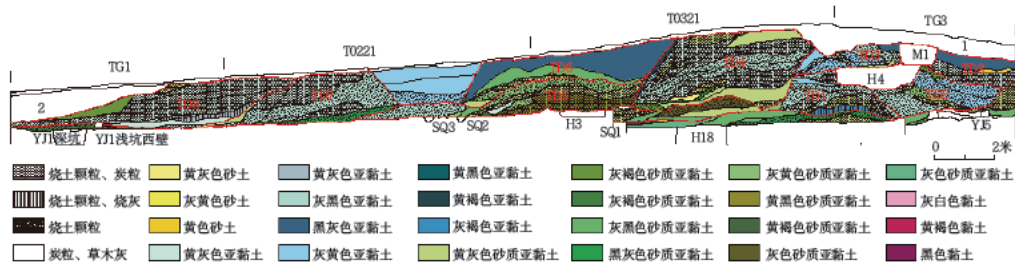 TG1 T0221 T0321 TG3
2 M1 1
H4
YJ1深坑 YJ1浅坑西壁 SQ3 SQ2 H3 SQ1 H18 YJ5
0 2米
烧土颗粒、炭粒 黄灰色砂土 黄灰色亚黏土 黄黑色亚黏土 灰褐色砂质亚黏土 灰黄色砂质亚黏土 灰色砂质亚黏土
烧土颗粒、烧灰 灰黄色砂土 灰黑色亚黏土 黄褐色亚黏土 灰褐色砂质亚黏土 黄黑色砂质亚黏土 灰白色黏土
烧土颗粒 黄色砂土 黑灰色亚黏土 灰褐色亚黏土 灰黑色砂质亚黏土 黄褐色砂质亚黏土 黄褐色黏土
炭粒、草木灰 黄灰色亚黏土 灰黄色亚黏土 黄灰色砂质亚黏土 黑灰色砂质亚黏土 灰色砂质亚黏土 黑色黏土